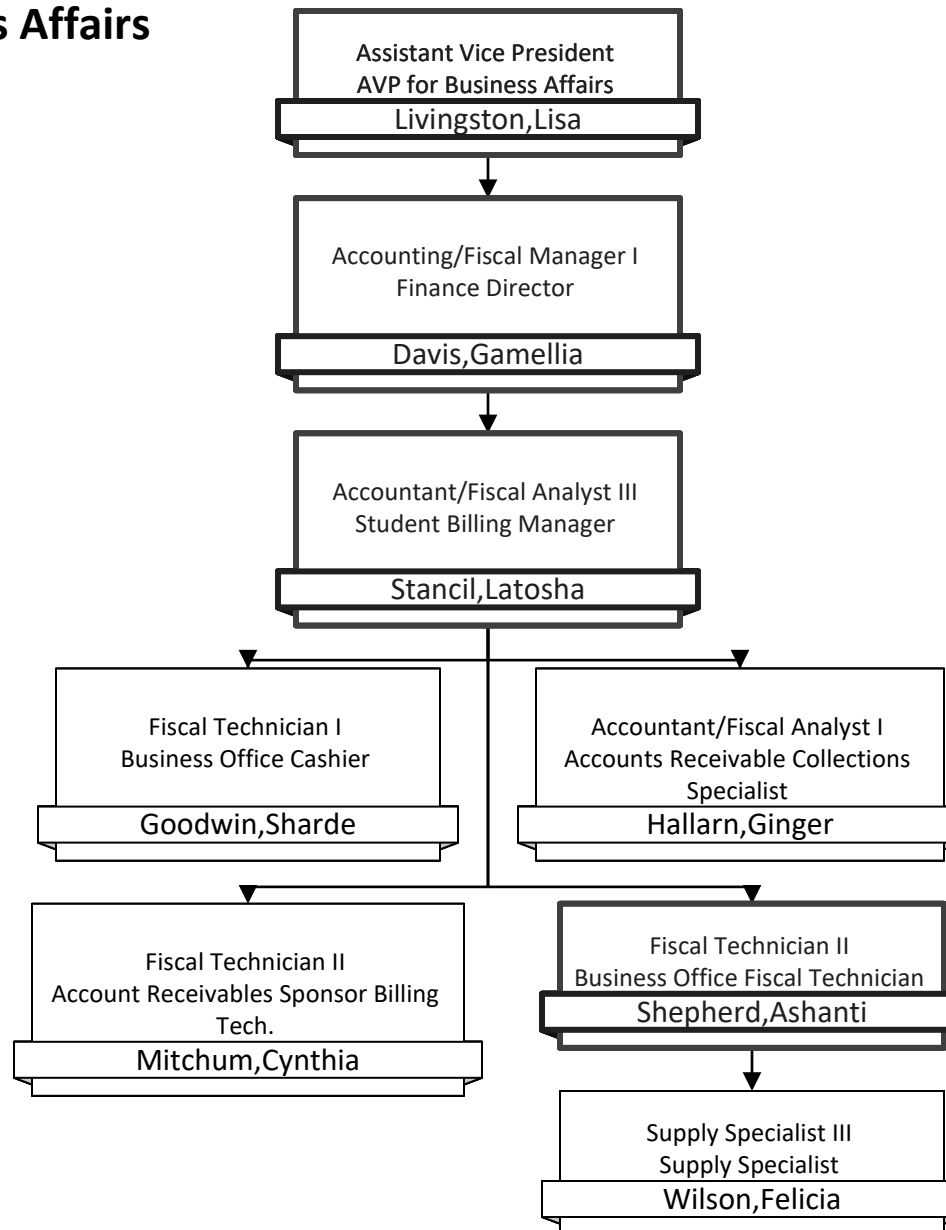 s Affairs
Assistant Vice President
AVP for Business Affairs
Livingston,Lisa
Accounting/Fiscal Manager I
Finance Director
Davis,Gamellia
Accountant/Fiscal Analyst III
Student Billing Manager
Stancil,Latosha
Fiscal Technician I
Business Office Cashier
Goodwin,Sharde
Accountant/Fiscal Analyst I
Accounts Receivable Collections
Specialist
Hallarn,Ginger
Fiscal Technician II
Account Receivables Sponsor Billing
Tech.
Mitchum,Cynthia
Fiscal Technician II
Business Office Fiscal Technician
Shepherd,Ashanti
Supply Specialist III
Supply Specialist
Wilson,Felicia